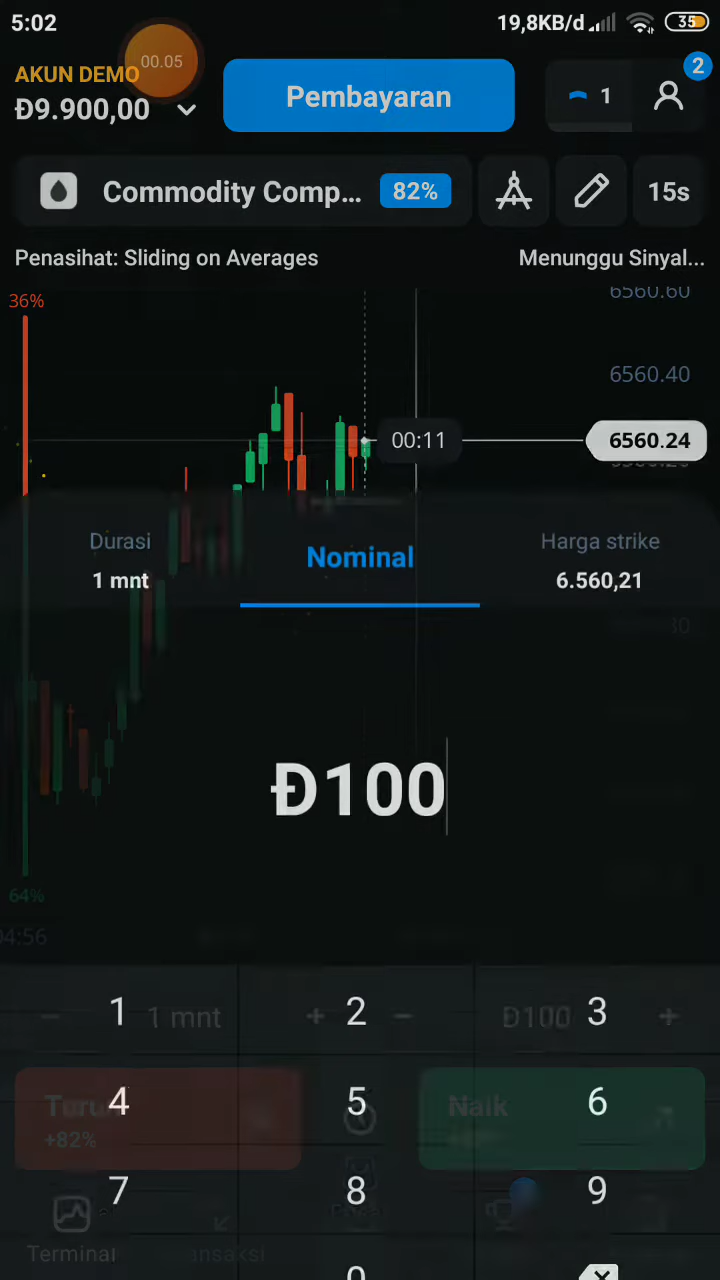 5:02
19,8KB/d
35
00.05
AKUN DEMO
Đ9.900,00
Pembayaran
1
2
Commodity Comp...
82%
15s
Penasihat: Sliding on Averages
Menunggu Sinyal...
36%
6560.60
6560.40
00:11
6560.24
Durasi
1 mnt
Nominal
Harga strike
6.560,21
Đ100
64%
04:56
1 mnt
Đ100
1
2
3
+82%
Naik
4
5
6
7
8
9
Terminal
0